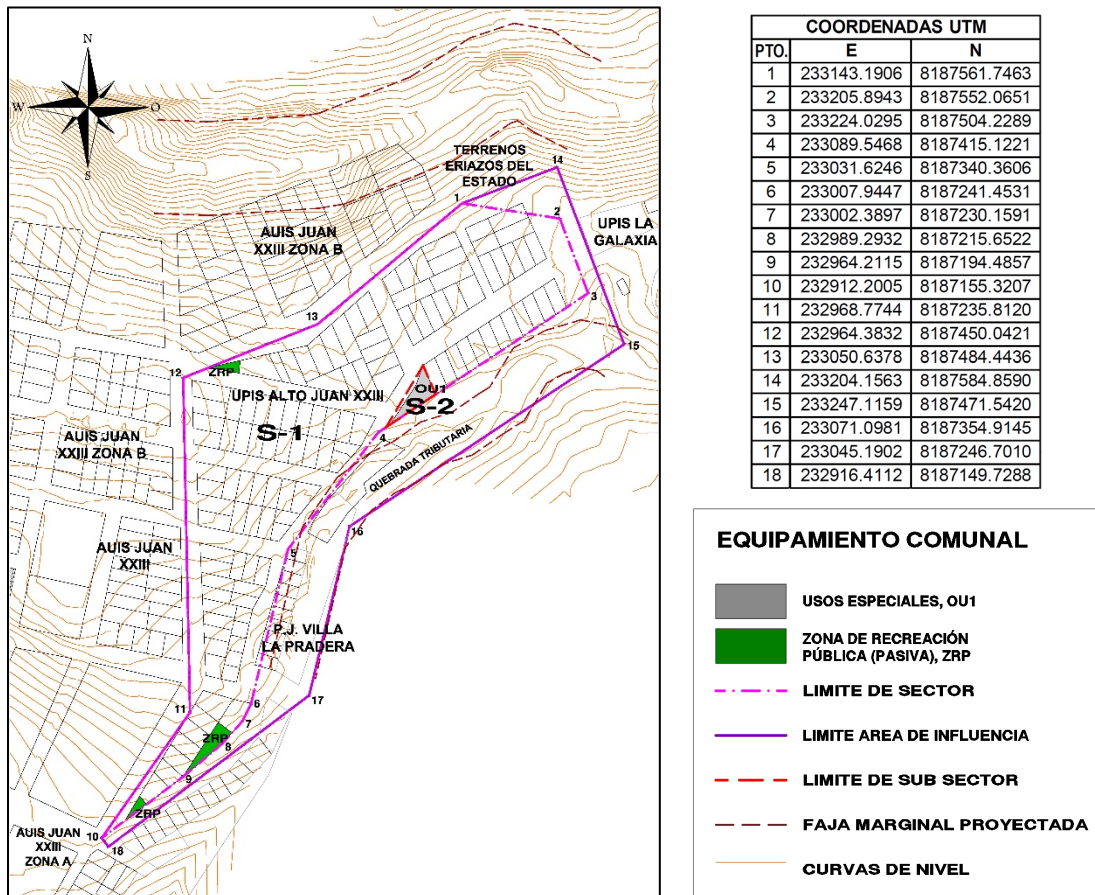 N
W
O
S
TERRENOS
ERIAZOS DEL
ESTADO
14
1
2
UPIS LA
GALAXIA
AUIS JUAN
XXIII ZONA B
3
13
15
12
ZRP
UPIS ALTO JUAN XXIII
OU1
S-2
S-1
4
AUIS JUAN
XXIII ZONA B
QUEBRADA TRIBUTARIA
16
5
AUIS JUAN
XXIII
P.J. VILLA
LA PRADERA
17
6
11
7
ZRP
8
9
ZRP
10
18
AUIS JUAN
XXIII
ZONA A
COORDENADAS UTM
PTO. E N
1 233143.1906 8187561.7463
2 233205.8943 8187552.0651
3 233224.0295 8187504.2289
4 233089.5468 8187415.1221
5 233031.6246 8187340.3606
6 233007.9447 8187241.4531
7 233002.3897 8187230.1591
8 232989.2932 8187215.6522
9 232964.2115 8187194.4857
10 232912.2005 8187155.3207
11 232968.7744 8187235.8120
12 232964.3832 8187450.0421
13 233050.6378 8187484.4436
14 233204.1563 8187584.8590
15 233247.1159 8187471.5420
16 233071.0981 8187354.9145
17 233045.1902 8187246.7010
18 232916.4112 8187149.7288
EQUIPAMIENTO COMUNAL
USOS ESPECIALES, OU1
ZONA DE RECREACIÓN
PÚBLICA (PASIVA), ZRP
LIMITE DE SECTOR
LIMITE AREA DE INFLUENCIA
LIMITE DE SUB SECTOR
FAJA MARGINAL PROYECTADA
CURVAS DE NIVEL